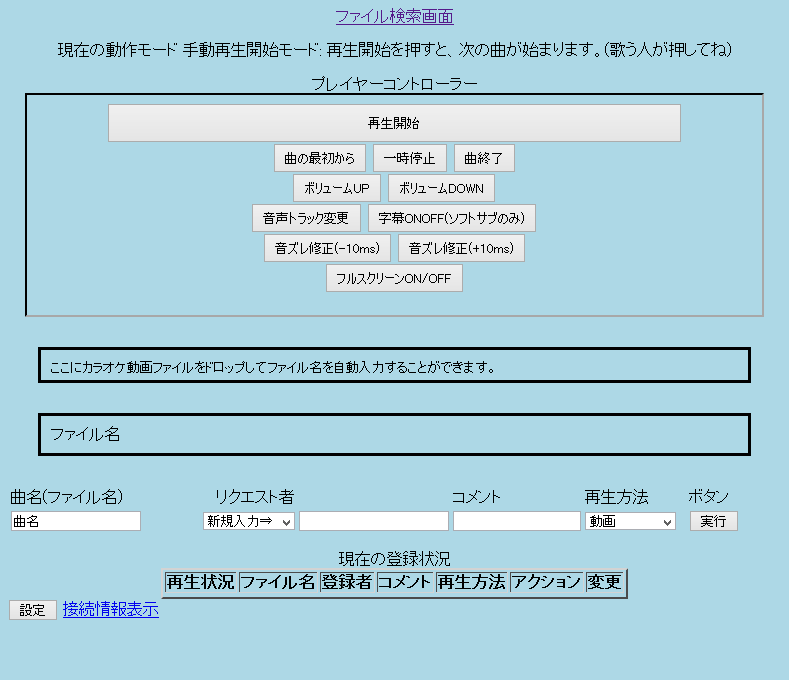 ファイル検索画面
現在の動作モード 手動再生開始モード: 再生開始を押すと、次の曲が始まります。(歌う人が押してね)
プレイヤーコントローラー
再生開始
曲の最初から 一時停止 曲終了
ボリュームUP ボリュームDOWN
音声トラック変更 字幕ONOFF(ソフトサブのみ)
音ズレ修正(-10ms) 音ズレ修正(+10ms)
フルスクリーンON/OFF
ここにカラオケ動画ファイルをドロップしてファイル名を自動入力することができます。
ファイル名
曲名(ファイル名) リクエスト者 コメント 再生方法 ボタン
曲名 新規入力⇒ 動画 実行
現在の登録状況
再生状況 ファイル名 登録者 コメント 再生方法 アクション 変更
設定 接続情報表示